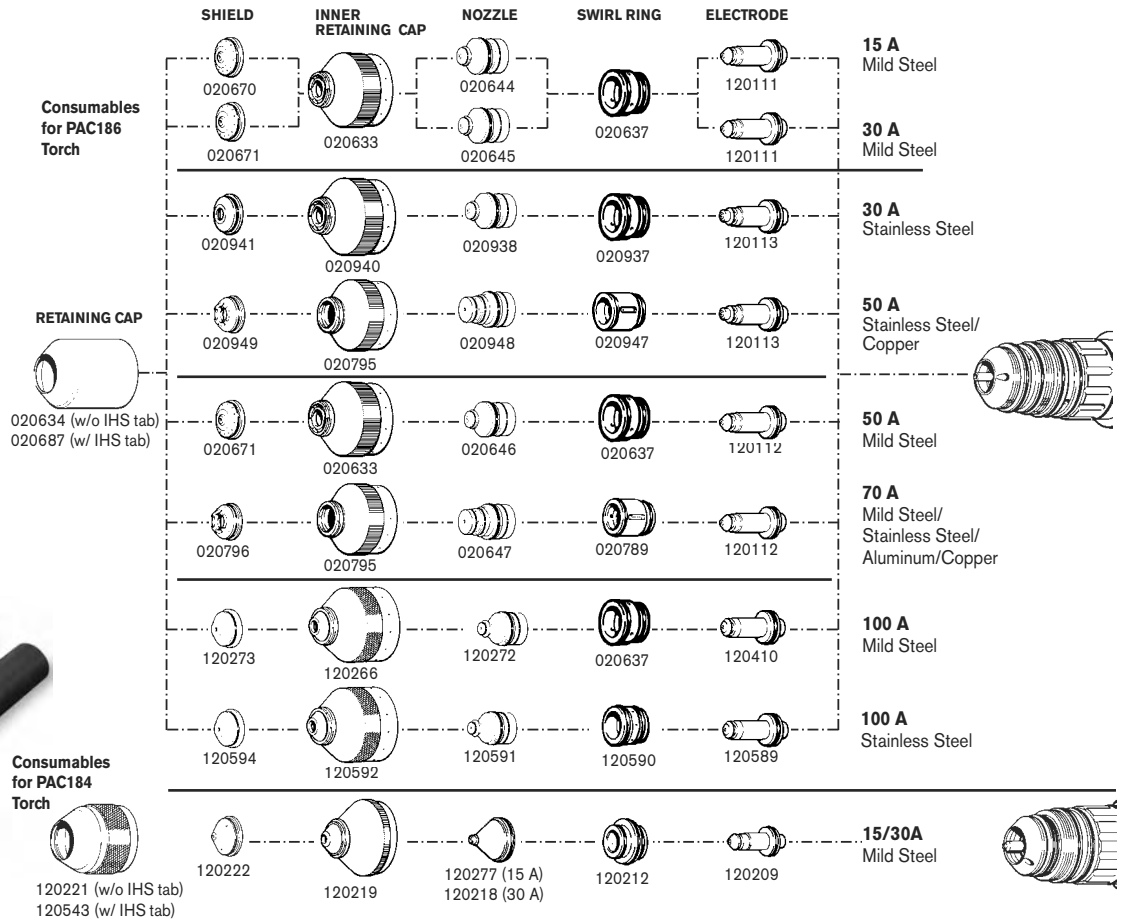 SHIELD
INNER
RETAINING CAP
NOZZLE
SWIRL RING
ELECTRODE
Consumables
for PAC186
Torch
020670
020671
020633
020644
020645
020637
120111
120111
15 A
Mild Steel
30 A
Mild Steel
020941
020940
020938
020937
120113
30 A
Stainless Steel
RETAINING CAP
020634 (w/o IHS tab)
020687 (w/ IHS tab)
020949
020795
020948
020947
120113
50 A
Stainless Steel/
Copper
020671
020633
020646
020637
120112
50 A
Mild Steel
020796
020795
020647
020789
120112
70 A
Mild Steel/
Stainless Steel/
Aluminum/Copper
120273
120266
120272
020637
120410
100 A
Mild Steel
120594
120592
120591
120590
120589
100 A
Stainless Steel
Consumables
for PAC184
Torch
120221 (w/o IHS tab)
120543 (w/ IHS tab)
120222
120219
120277 (15 A)
120218 (30 A)
120212
120209
15/30A
Mild Steel